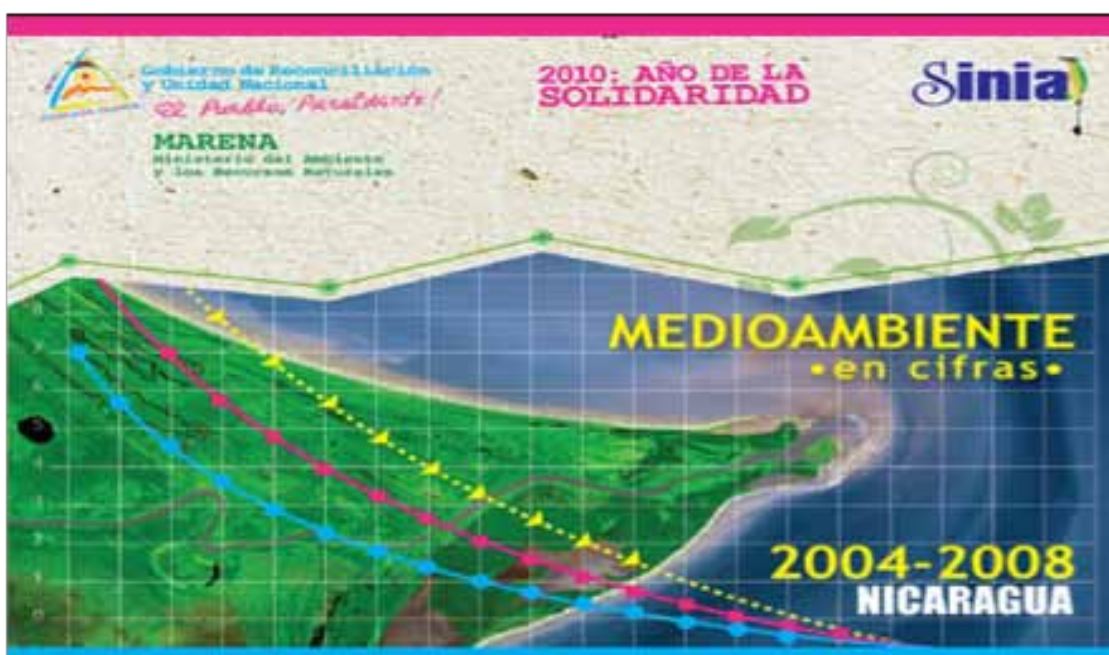 Gobierno de Reconciliación
y Unidad Nacional
El Pueblo, Presidente!
MARENA
Ministerio del Ambiente
y los Recursos Naturales
2010: AÑO DE LA
SOLIDARIDAD
Sinia
MEDIOAMBIENTE
•en cifras•
2004-2008
NICARAGUA